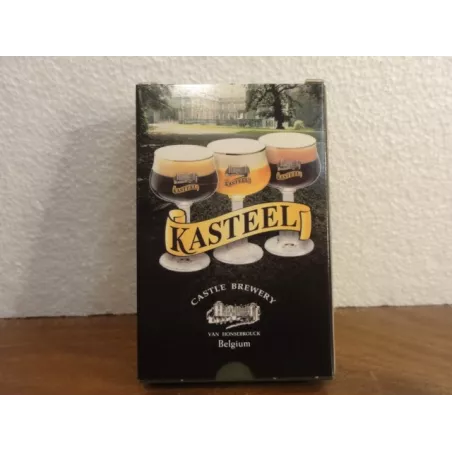 KASTEEL
KASTEEL
KASTEEL
KASTEEL
CASTLE BREWERY
VAN HONSEBROUCK
Belgium